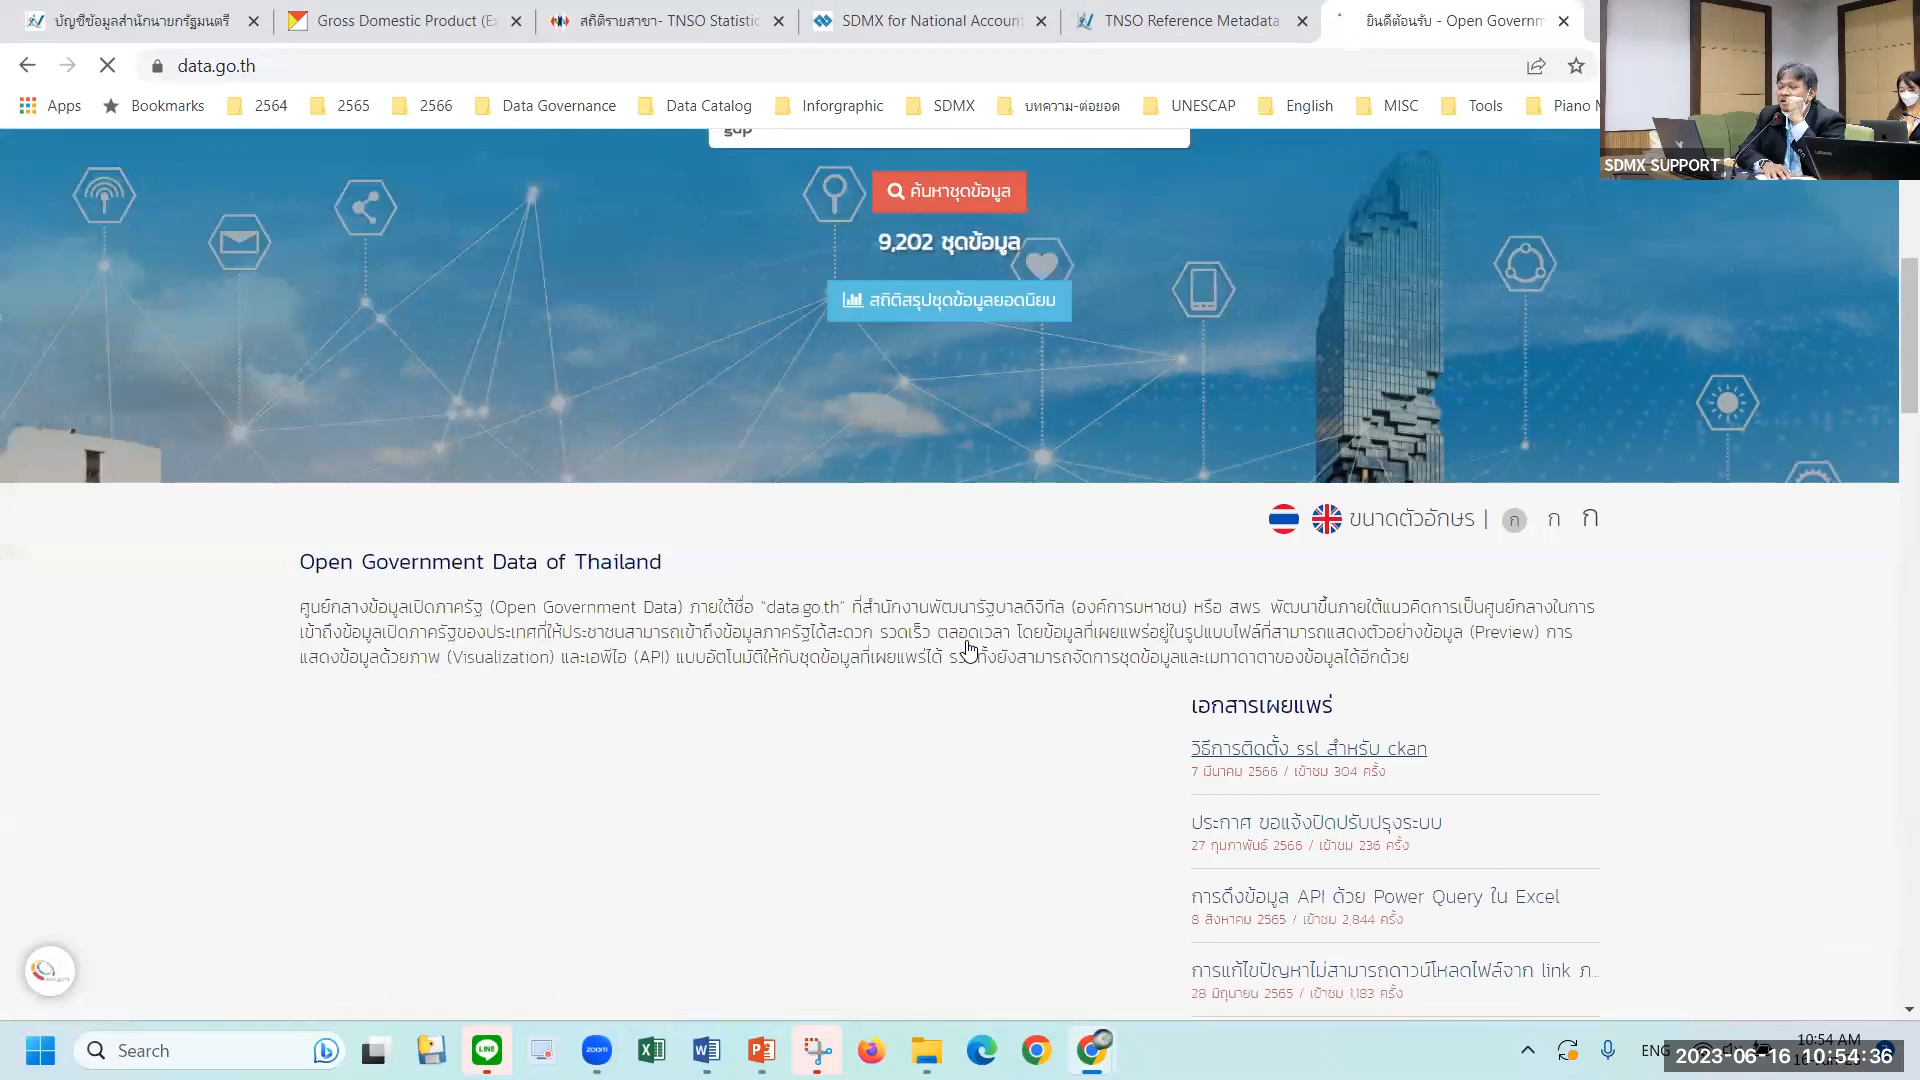 บัญชีข้อมูลสำนักนายกรัฐมนตรี
Gross Domestic Product (Ex
สถิติรายสาขา- TNSO Statistic
SDMX for National Account
TNSO Reference Metadata
ยินดีต้อนรับ - Open Governm
data.go.th
Apps
Bookmarks
2564
2565
2566
Data Governance
Data Catalog
Inforgraphic
SDMX
บทความ-ต่อยอด
UNESCAP
English
MISC
Tools
Piano
SDMX SUPPORT
gdp
ค้นหาชุดข้อมูล
9,202 ชุดข้อมูล
สถิติสรุปชุดข้อมูลยอดนิยม
ขนาดตัวอักษร | ก ก ก
Open Government Data of Thailand
ศูนย์กลางข้อมูลเปิดภาครัฐ (Open Government Data) ภายใต้ชื่อ “data.go.th” ที่สำนักงานพัฒนารัฐบาลดิจิทัล (องค์การมหาชน) หรือ สพร. พัฒนาขึ้นภายใต้แนวคิดการเป็นศูนย์กลางในการ
เข้าถึงข้อมูลเปิดภาครัฐของประเทศที่ให้ประชาชนสามารถเข้าถึงข้อมูลภาครัฐได้สะดวก รวดเร็ว ตลอดเวลา โดยข้อมูลที่เผยแพร่อยู่ในรูปแบบไฟล์ที่สามารถแสดงตัวอย่างข้อมูล (Preview) การ
แสดงข้อมูลด้วยภาพ (Visualization) และเอพีไอ (API) แบบอัตโนมัติให้กับชุดข้อมูลที่เผยแพร่ได้ รวมทั้งยังสามารถจัดการชุดข้อมูลและเมทาดาตาของข้อมูลได้อีกด้วย
เอกสารเผยแพร่
วิธีการติดตั้ง ssl สำหรับ ckan
7 มีนาคม 2566 / เข้าชม 304 ครั้ง
ประกาศ ขอแจ้งปิดปรับปรุงระบบ
27 กุมภาพันธ์ 2566 / เข้าชม 236 ครั้ง
การดึงข้อมูล API ด้วย Power Query ใน Excel
8 สิงหาคม 2565 / เข้าชม 2,844 ครั้ง
การแก้ไขปัญหาไม่สามารถดาวน์โหลดไฟล์จาก link ภ...
28 มิถุนายน 2565 / เข้าชม 1,183 ครั้ง
Search
LINE
zoom
ENG
10:54 AM
2023-06-16 10:54:36